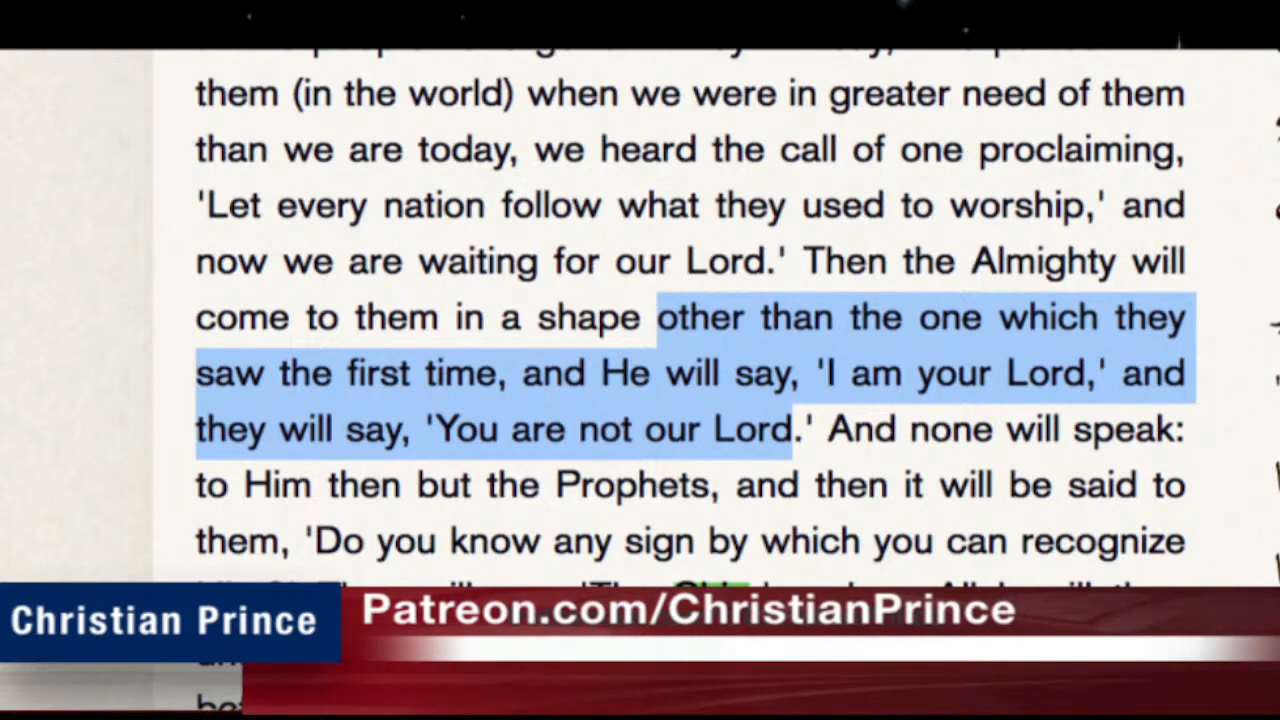 them (in the world) when we were in greater need of them
than we are today, we heard the call of one proclaiming,
'Let every nation follow what they used to worship,' and
now we are waiting for our Lord.' Then the Almighty will
come to them in a shape other than the one which they
saw the first time, and He will say, 'I am your Lord,' and
they will say, 'You are not our Lord.' And none will speak:
to Him then but the Prophets, and then it will be said to
them, 'Do you know any sign by which you can recognize
Christian Prince
Patreon.com/ChristianPrince